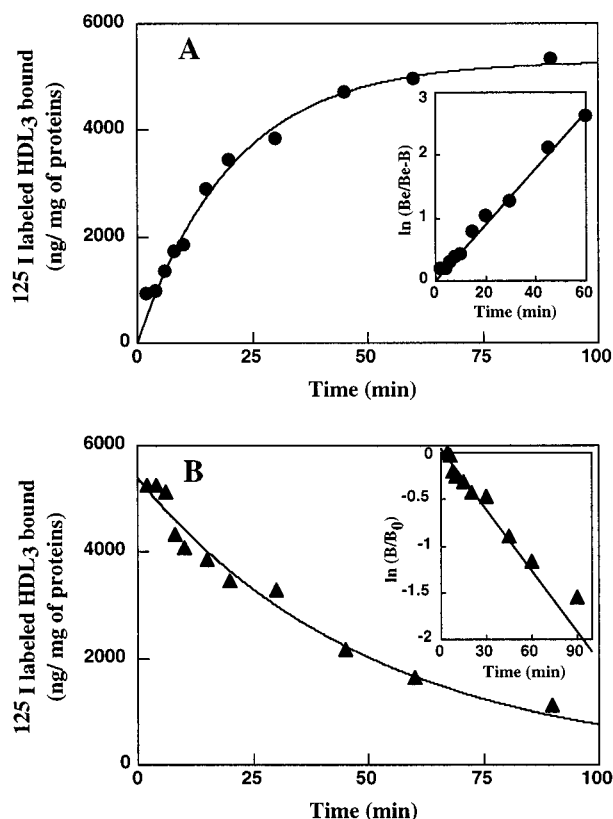 A
6000
4000
2000
0
125 I labeled HDL3 bound
(ng/ mg of proteins)
0 25 50 75 100
Time (min)
3
2
1
0
ln (Be/Be-B)
0 20 40 60
Time (min)
B
6000
4000
2000
0
125 I labeled HDL3 bound
(ng/ mg of proteins)
0 25 50 75 100
Time (min)
0
-0.5
-1
-1.5
-2
ln (B/B0)
0 30 60 90
Time (min)